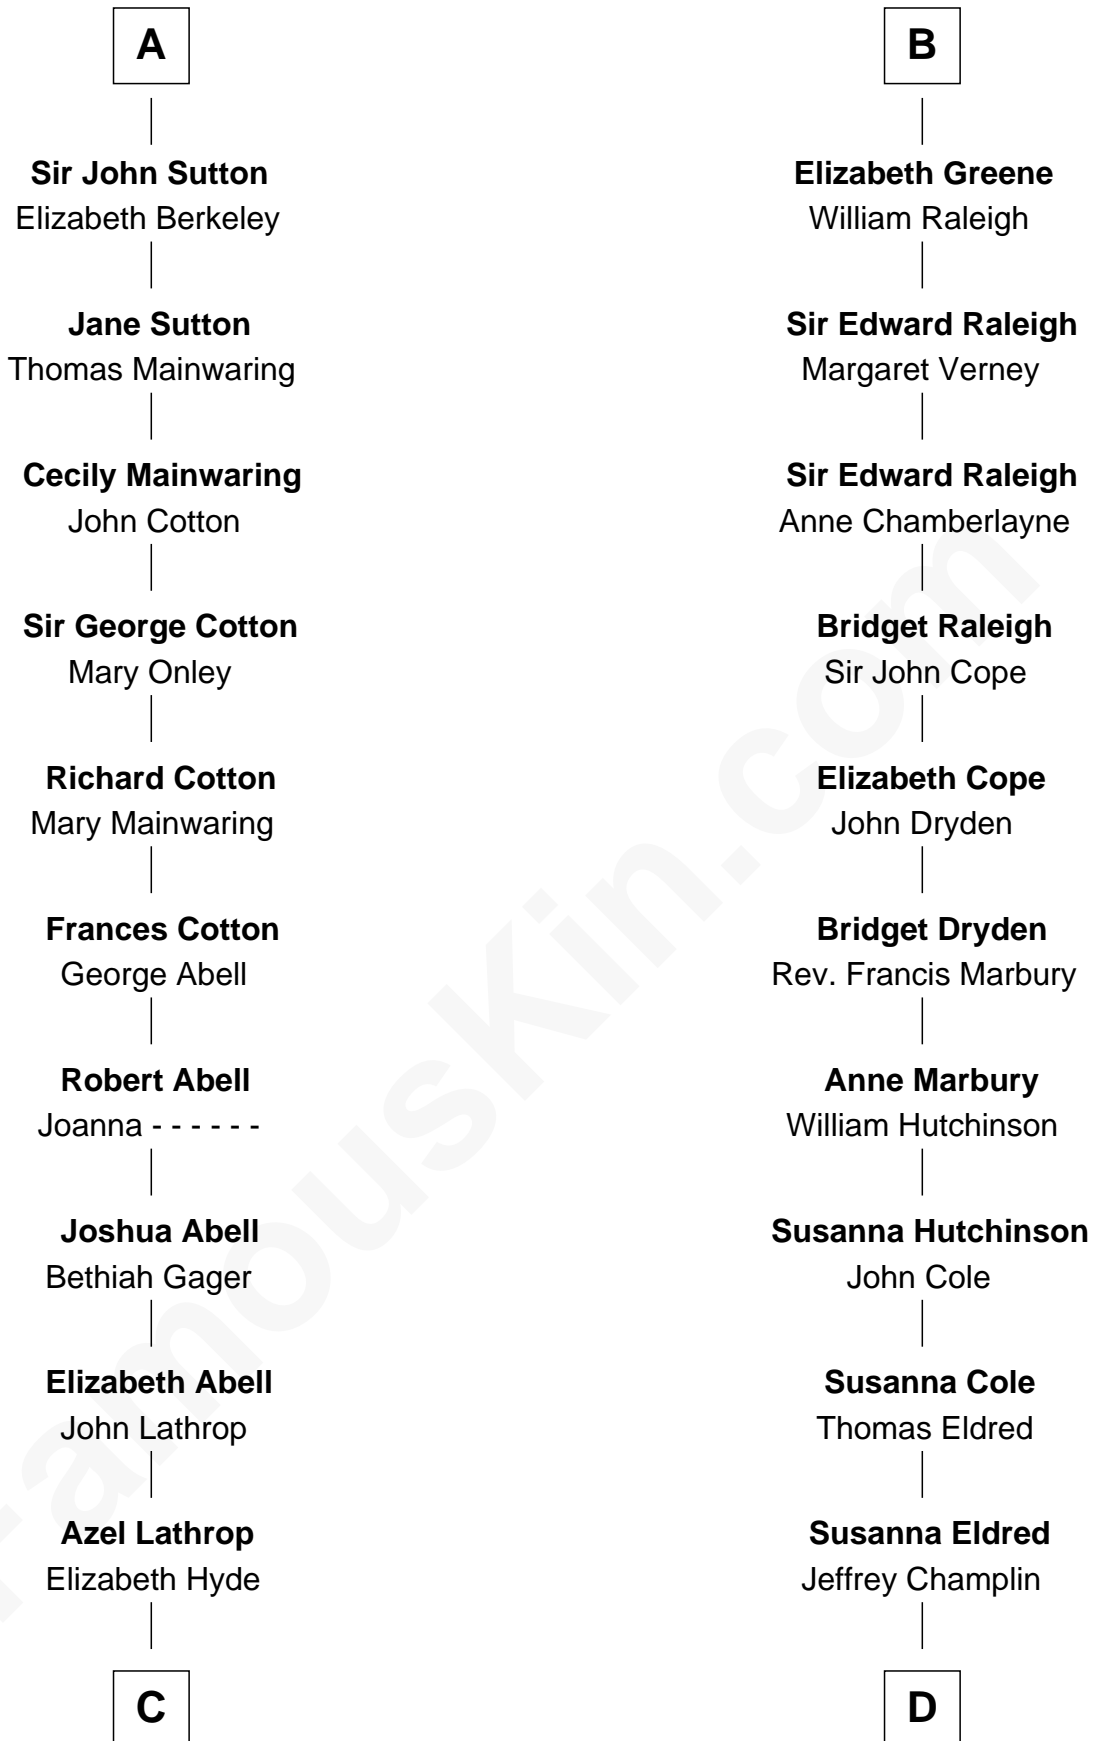 A
Sir John Sutton
Elizabeth Berkeley
Jane Sutton
Thomas Mainwaring
Cecily Mainwaring
John Cotton
Sir George Cotton
Mary Onley
Richard Cotton
Mary Mainwaring
Frances Cotton
George Abell
Robert Abell
Joanna - - - - - -
Joshua Abell
Bethiah Gager
Elizabeth Abell
John Lathrop
Azel Lathrop
Elizabeth Hyde
C
B
Elizabeth Greene
William Raleigh
Sir Edward Raleigh
Margaret Verney
Sir Edward Raleigh
Anne Chamberlayne
Bridget Raleigh
Sir John Cope
Elizabeth Cope
John Dryden
Bridget Dryden
Rev. Francis Marbury
Anne Marbury
William Hutchinson
Susanna Hutchinson
John Cole
Susanna Cole
Thomas Eldred
Susanna Eldred
Jeffrey Champlin
D
FamousKin.com